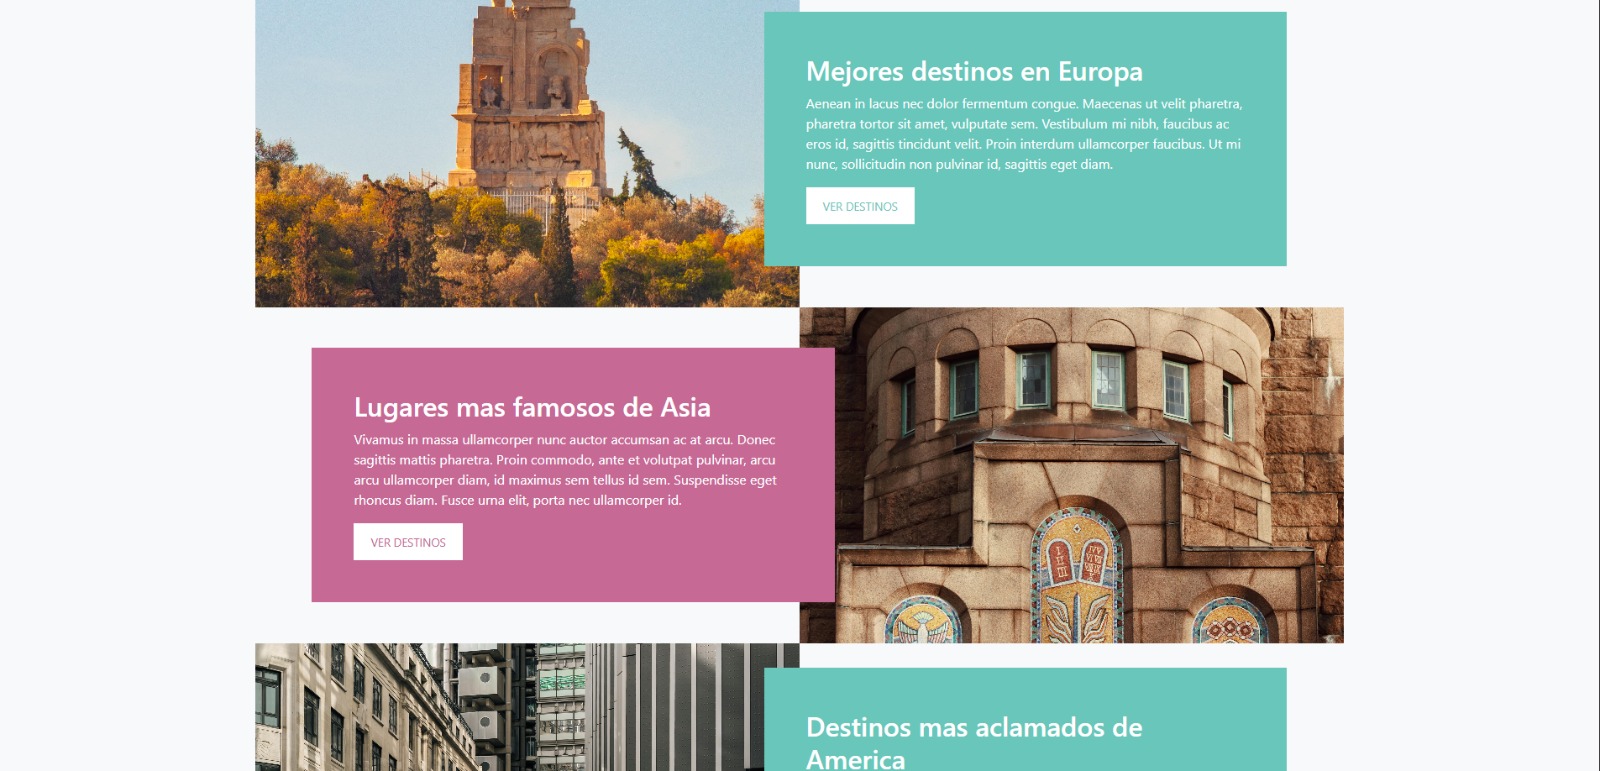 Mejores destinos en Europa
Aenean in lacus nec dolor fermentum congue. Maecenas ut velit pharetra,
pharetra tortor sit amet, vulputate sem. Vestibulum mi nibh, faucibus ac
eros id, sagittis tincidunt velit. Proin interdum ullamcorper faucibus. Ut mi
nunc, sollicitudin non pulvinar id, sagittis eget diam.
VER DESTINOS
Lugares mas famosos de Asia
Vivamus in massa ullamcorper nunc auctor accumsan ac at arcu. Donec
sagittis mattis pharetra. Proin commodo, ante et volutpat pulvinar, arcu
arcu ullamcorper diam, id maximus sem tellus id sem. Suspendisse eget
rhoncus diam. Fusce urna elit, porta nec ullamcorper id.
VER DESTINOS
Destinos mas aclamados de
America